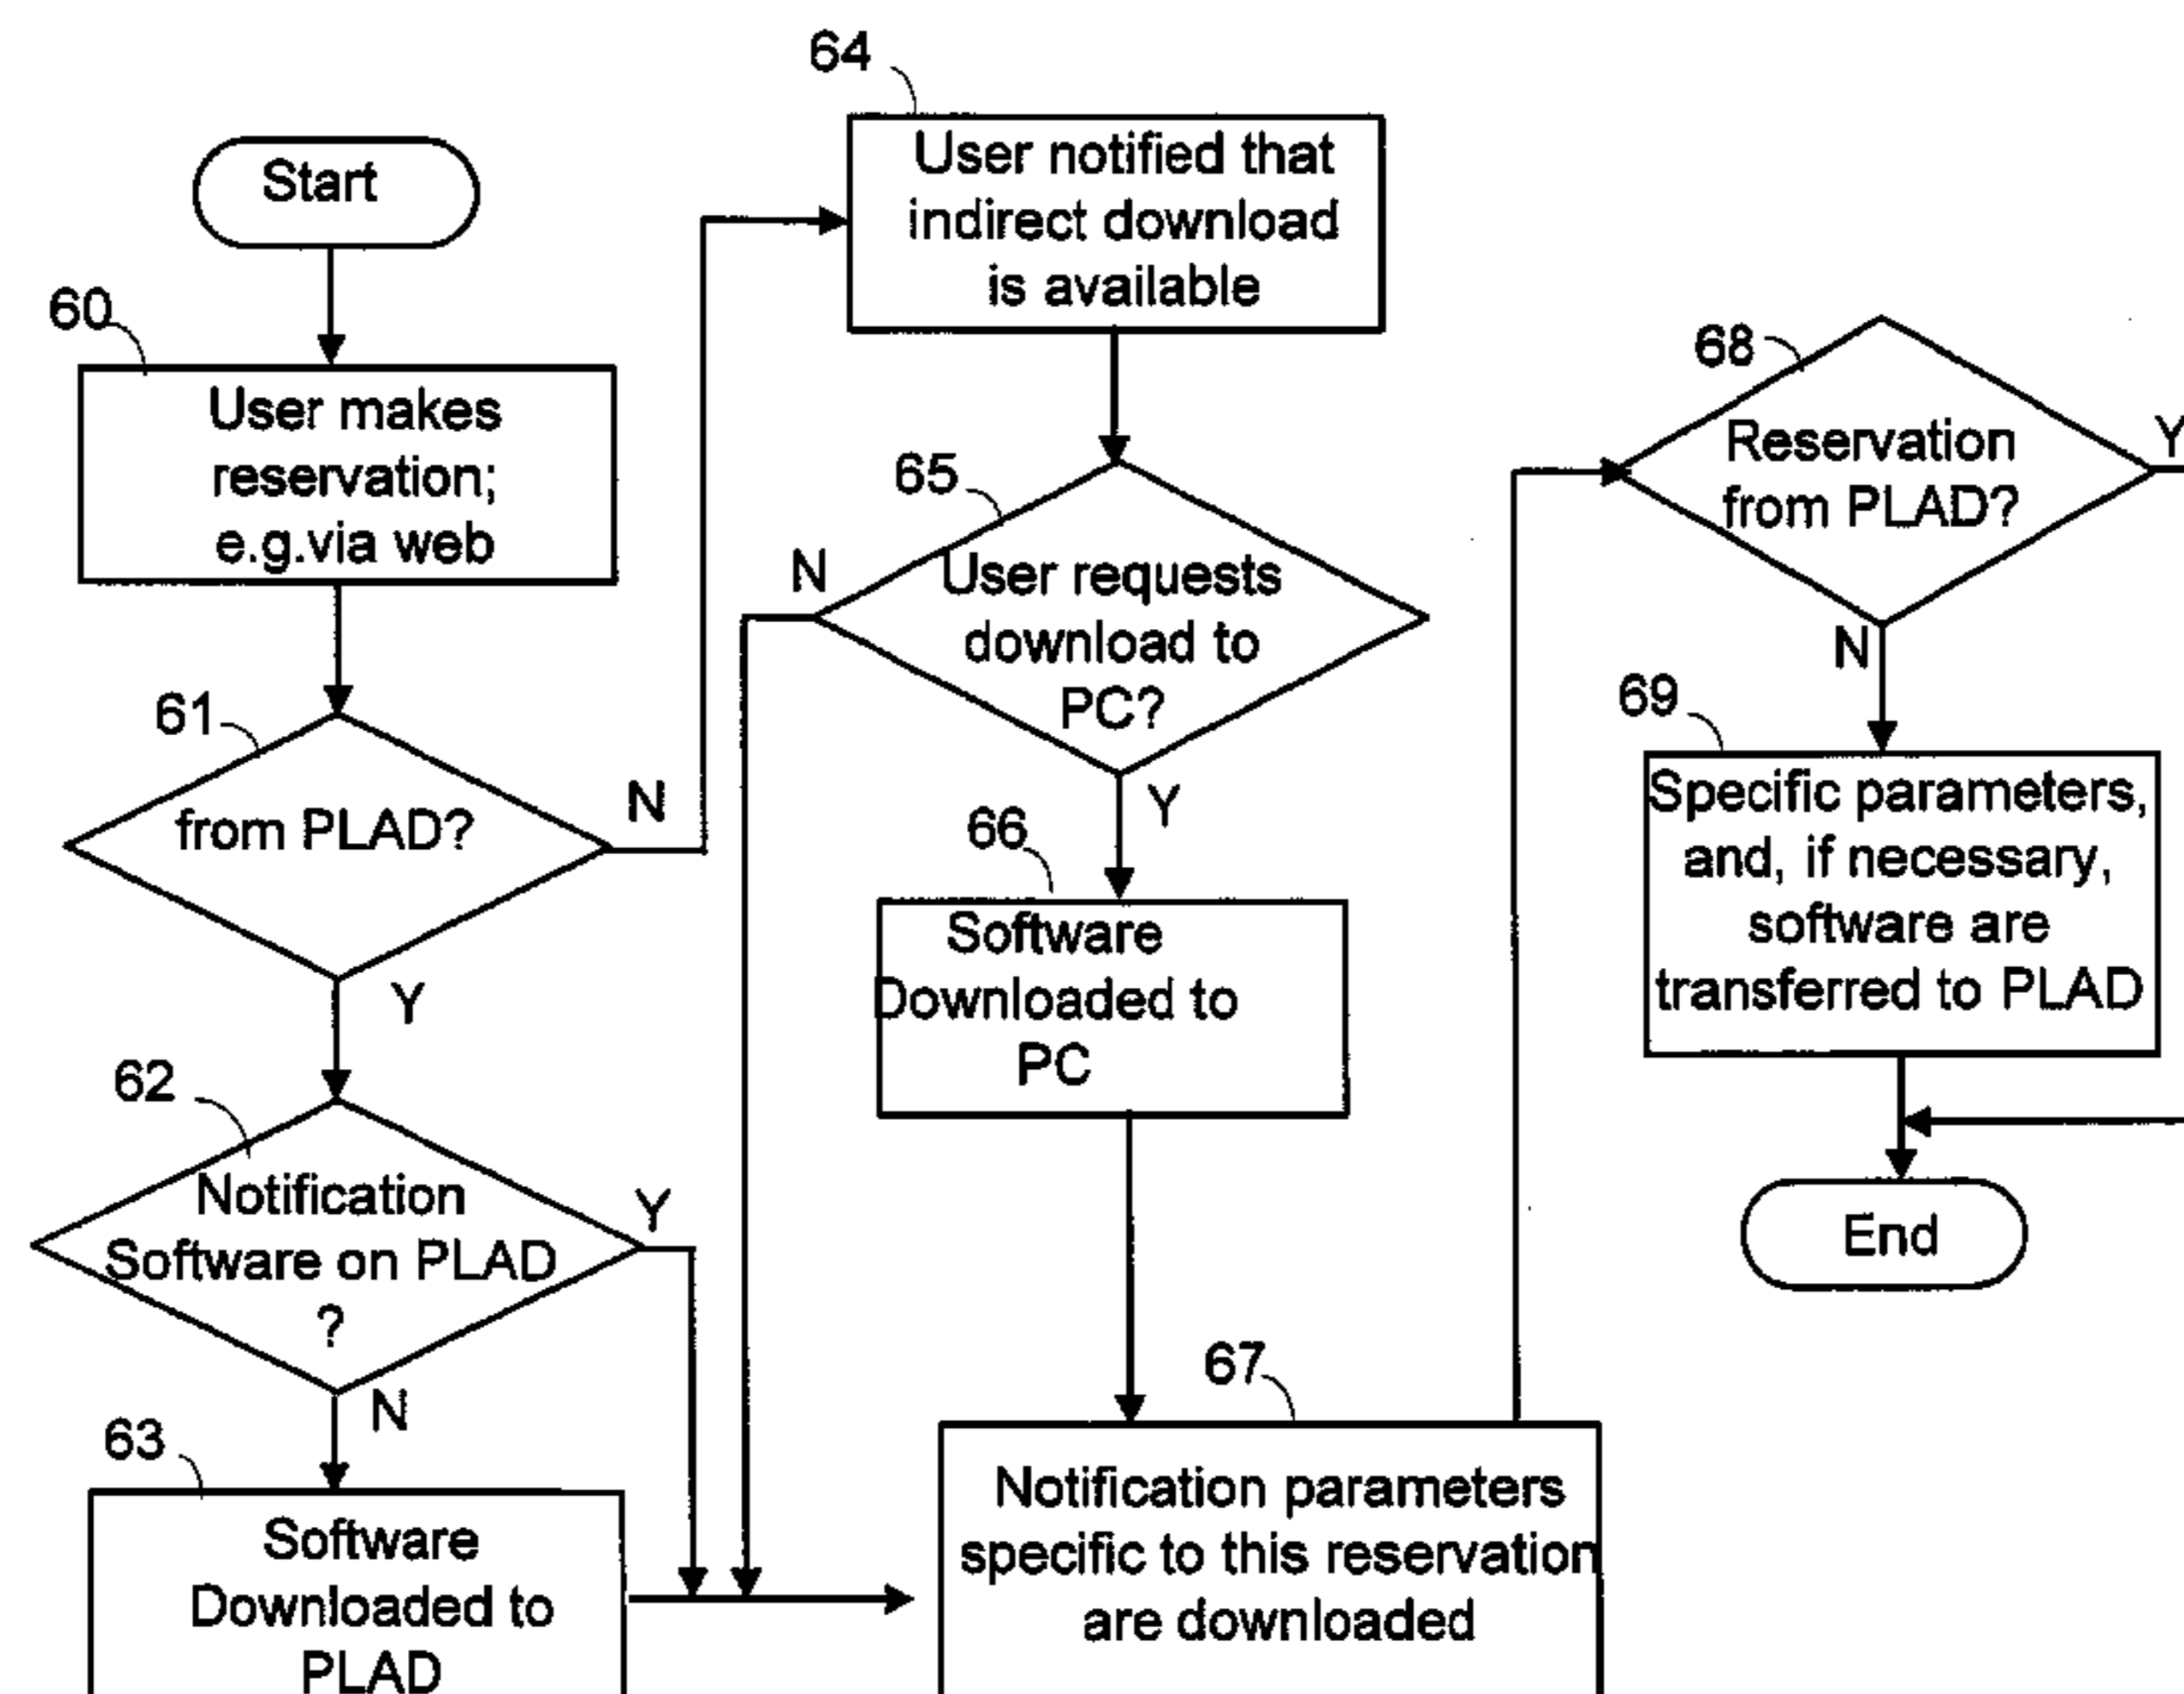 Start
60
User makes
reservation;
e.g.via web
61
from PLAD?
N
Y
62
Notification
Software on PLAD
?
Y
N
63
Software
Downloaded to
PLAD
64
User notified that
indirect download
is available
65
N
User requests
download to
PC?
Y
66
Software
Downloaded to
PC
67
Notification parameters
specific to this reservation
are downloaded
68
Reservation
from PLAD?
Y
N
69
Specific parameters,
and, if necessary,
software are
transferred to PLAD
End